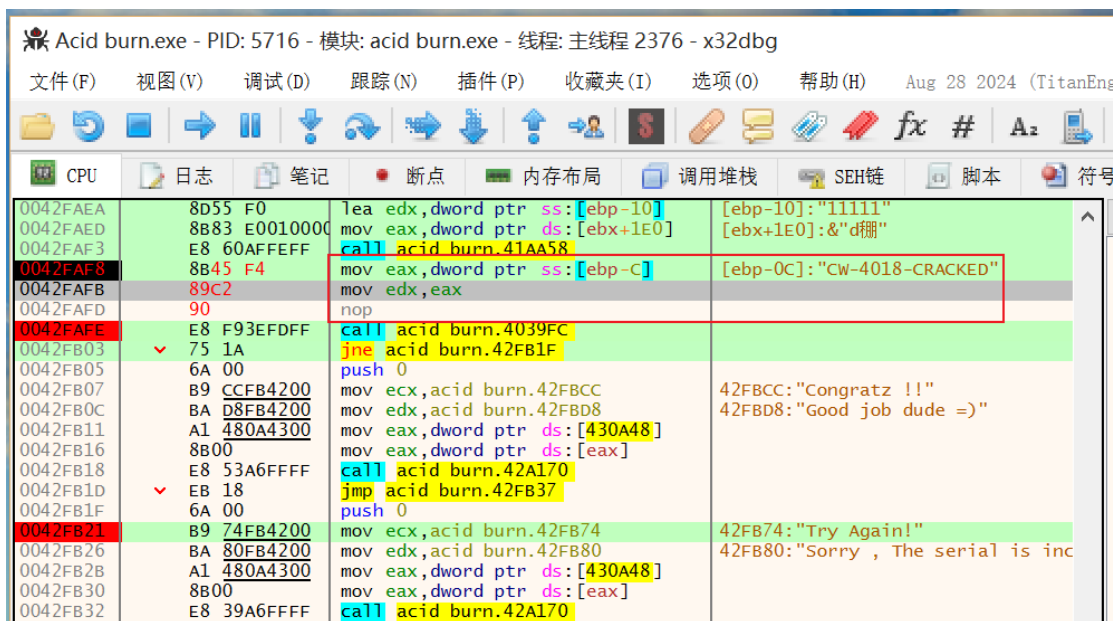 Acid burn.exe - PID: 5716 - 模块: acid burn.exe - 线程: 主线程 2376 - x32dbg
文件(F) 视图(V) 调试(D) 跟踪(N) 插件(P) 收藏夹(I) 选项(O) 帮助(H) Aug 28 2024 (TitanEng
S fx # Az
CPU 日志 笔记 断点 内存布局 调用堆栈 SEH链 脚本 符号
0042FAEA 8D55 F0 lea edx,dword ptr ss:[ebp-10] [ebp-10]:"11111"
0042FAED 8B83 E0010000 mov eax,dword ptr ds:[ebx+1E0] [ebx+1E0]:&"d棚"
0042FAF3 E8 60AFFEFF call acid burn.41AA58
0042FAF8 8B45 F4 mov eax,dword ptr ss:[ebp-C] [ebp-0C]:"CW-4018-CRACKED"
0042FAFB 89C2 mov edx,eax
0042FAFD 90 nop
0042FAFE E8 F93EFDFF call acid burn.4039FC
0042FB03 75 1A jne acid burn.42FB1F
0042FB05 6A 00 push 0
0042FB07 B9 CCFB4200 mov ecx,acid burn.42FBCC 42FBCC:"Congratz !!"
0042FB0C BA D8FB4200 mov edx,acid burn.42FBD8 42FBD8:"Good job dude =)"
0042FB11 A1 480A4300 mov eax,dword ptr ds:[430A48]
0042FB16 8B00 mov eax,dword ptr ds:[eax]
0042FB18 E8 53A6FFFF call acid burn.42A170
0042FB1D EB 18 jmp acid burn.42FB37
0042FB1F 6A 00 push 0
0042FB21 B9 74FB4200 mov ecx,acid burn.42FB74 42FB74:"Try Again!"
0042FB26 BA 80FB4200 mov edx,acid burn.42FB80 42FB80:"Sorry , The serial is inc
0042FB2B A1 480A4300 mov eax,dword ptr ds:[430A48]
0042FB30 8B00 mov eax,dword ptr ds:[eax]
0042FB32 E8 39A6FFFF call acid burn.42A170